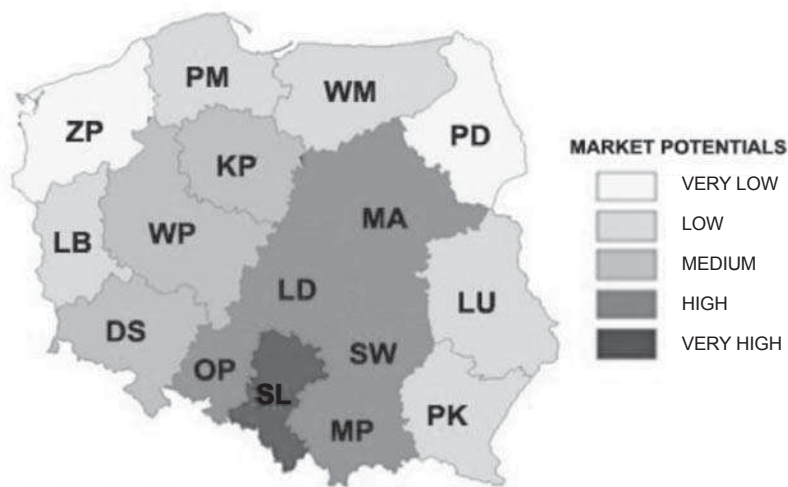 PM
WM
ZP
PD
KP
MARKET POTENTIALS
VERY LOW
MA
LOW
LB
WP
MEDIUM
LD
LU
HIGH
DS
VERY HIGH
SW
OP
SL
PK
MP